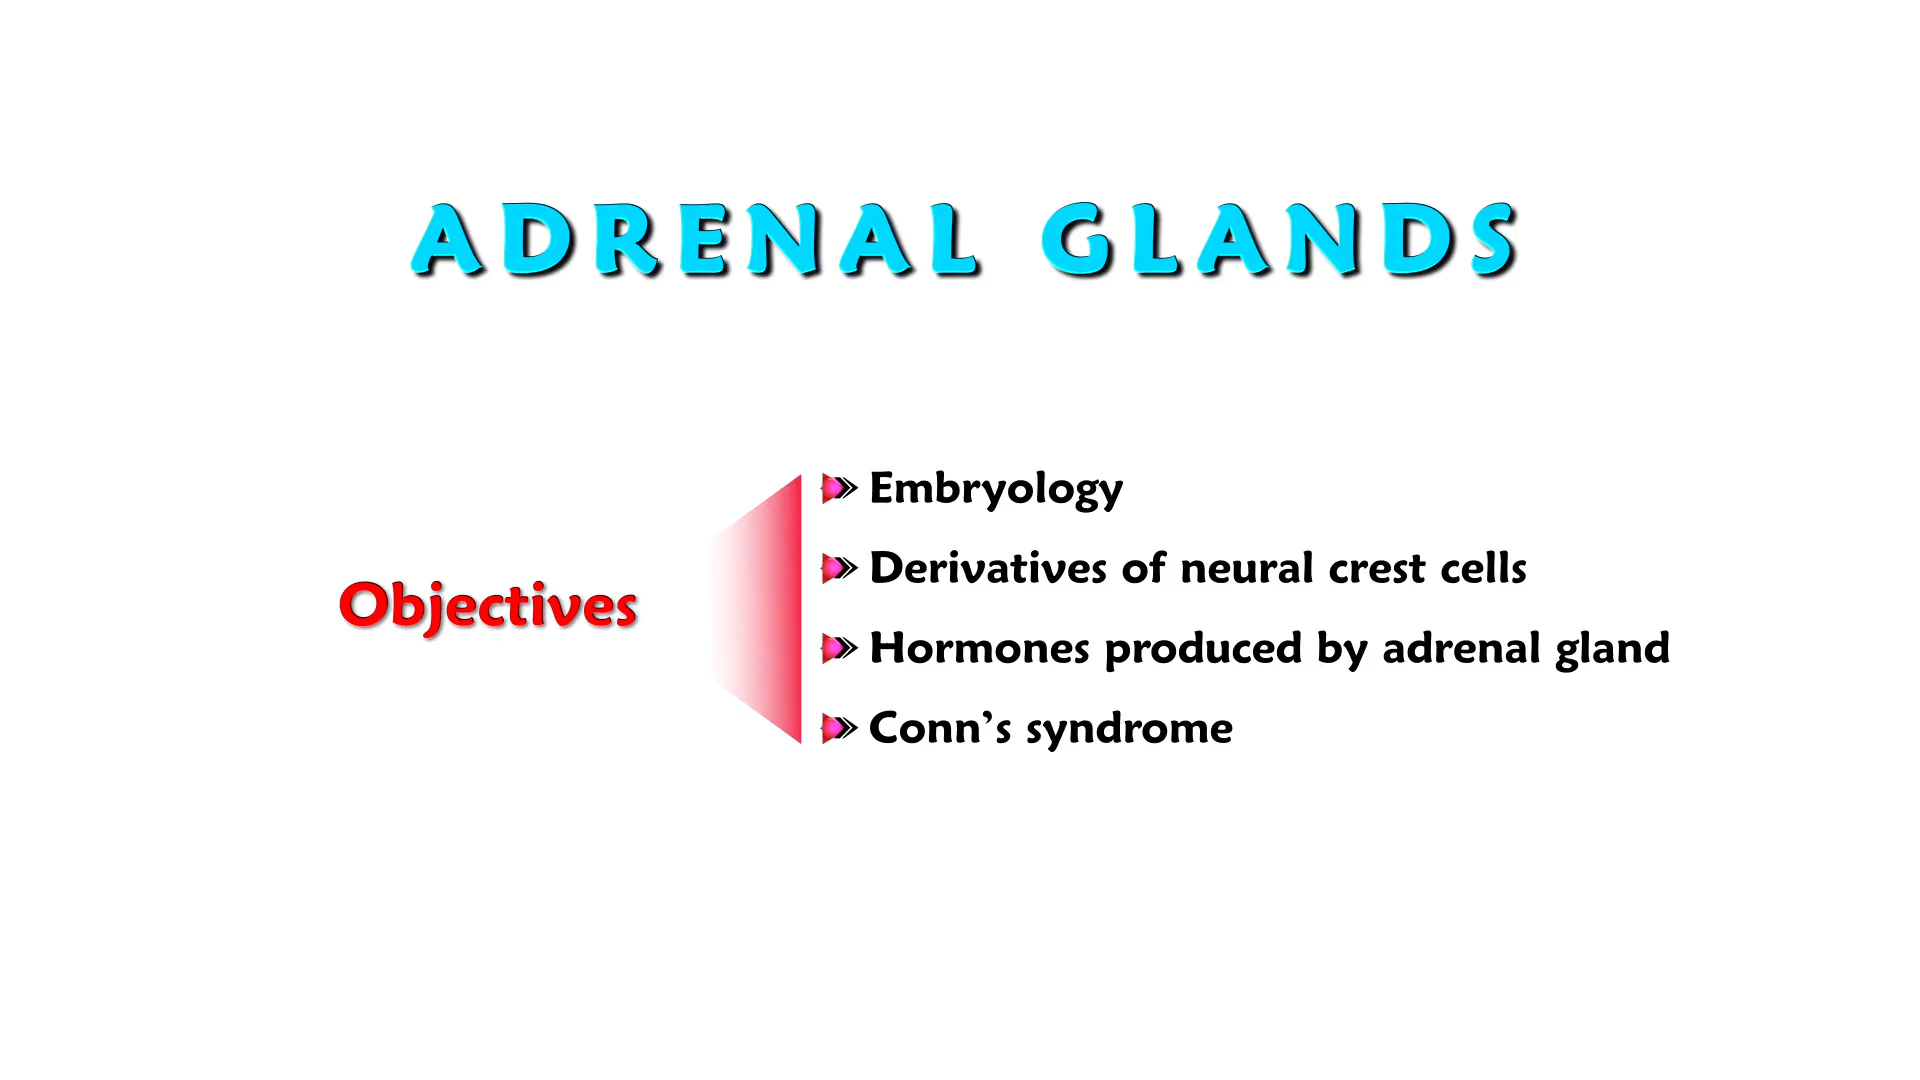 ADRENAL GLANDS
Objectives
Embryology
Derivatives of neural crest cells
Hormones produced by adrenal gland
Conn’s syndrome